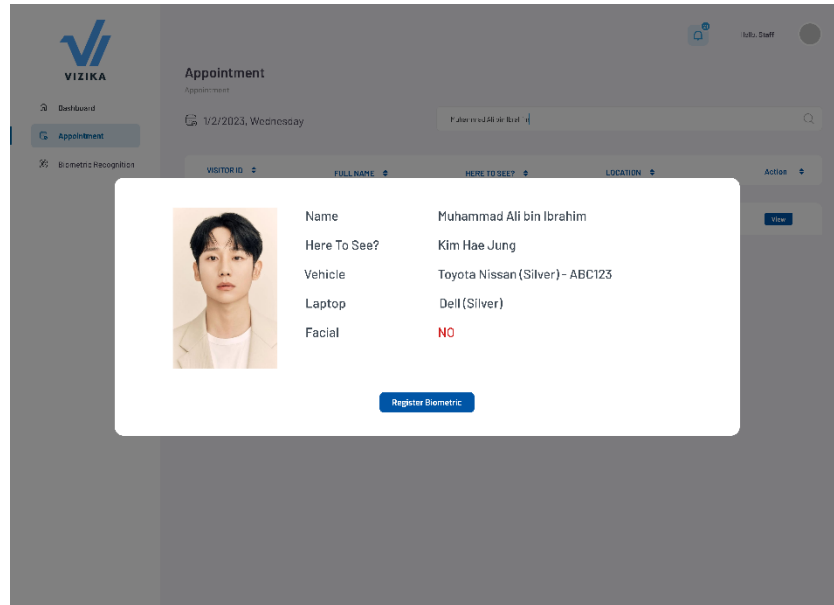 VIZIKA
Hello, Staff
Appointment
Appointment
Dashboard
Appointment
Biometric Recognition
1/2/2023, Wednesday
VISITOR ID
FULL NAME
HERE TO SEE?
LOCATION
Action
View
Name Muhammad Ali bin Ibrahim
Here To See? Kim Hae Jung
Vehicle Toyota Nissan (Silver) - ABC123
Laptop Dell (Silver)
Facial NO
Register Biometric